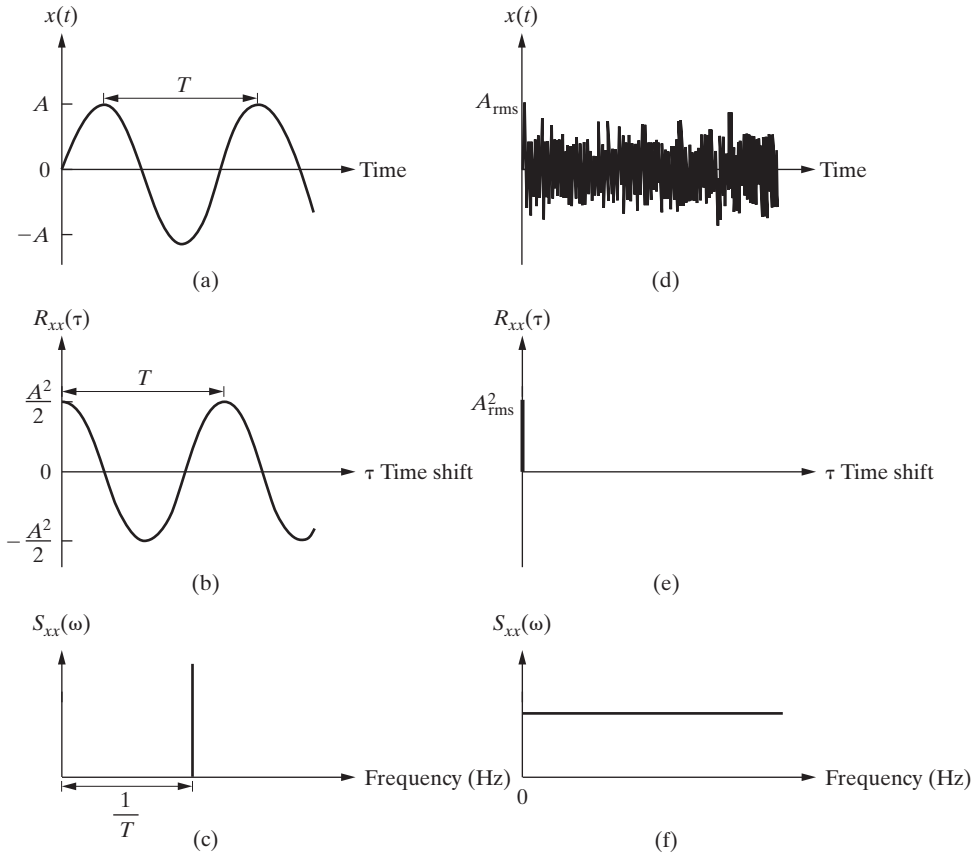 x(t)
T
A
0
Time
−A
(a)
x(t)
A_rms
0
Time
(d)
R_xx(τ)
T
A²/2
0
τ Time shift
−A²/2
(b)
R_xx(τ)
A²_rms
τ Time shift
(e)
S_xx(ω)
Frequency (Hz)
1/T
(c)
S_xx(ω)
Frequency (Hz)
0
(f)